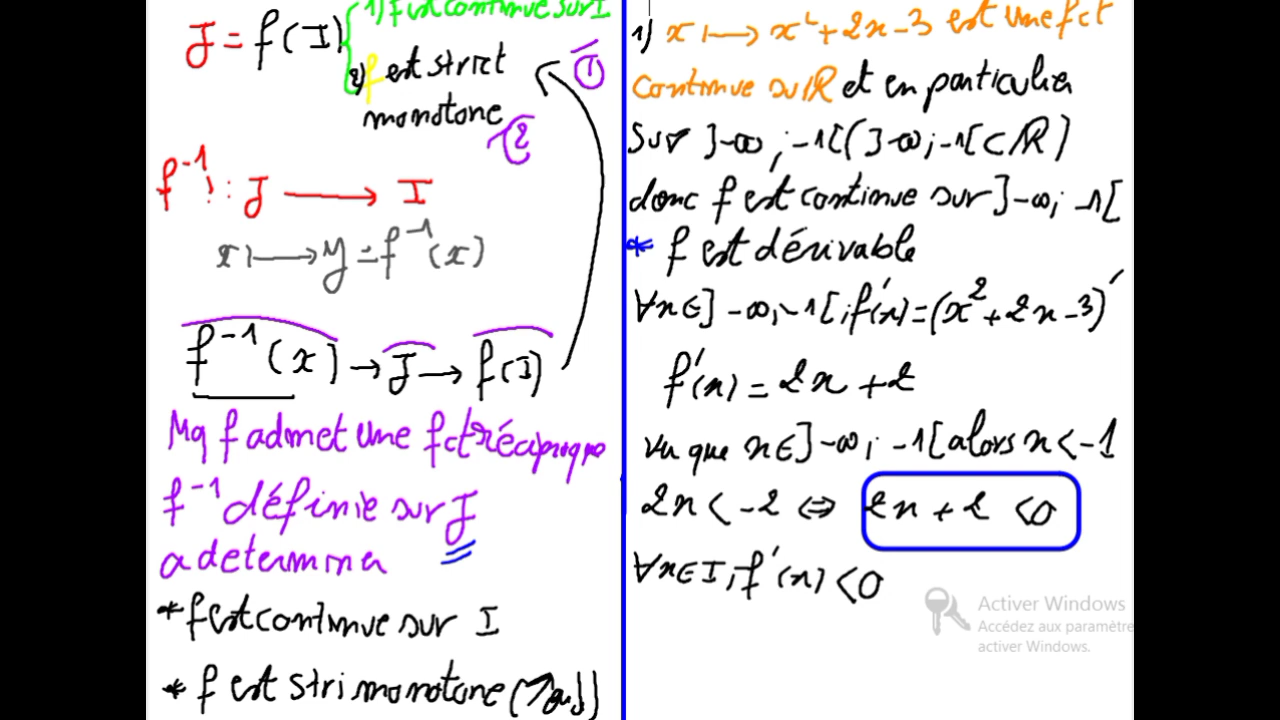 1) f est continue sur I
J = f(I)
2) f est strict
monotone
①
②
f⁻¹ : J → I
x ⟼ y = f⁻¹(x)
f⁻¹(x) → J → f(I)
Mq f admet une fct réciproque
f⁻¹ définie sur J
a determiner
* f est continue sur I
* f est stri monotone (↗ou↓)
1) x ⟼ x² + 2x - 3 est une fct
continue sur ℝ et en particulier
sur ]-∞; -1[ (]-∞; -1[ ⊂ ℝ)
donc f est continue sur ]-∞; -1[
* f est dérivable
∀x∈]-∞; -1[; f'(x) = (x² + 2x - 3)'
f'(x) = 2x + 2
vu que x∈]-∞; -1[ alors x < -1
2x < -2 ⇔ 2x + 2 < 0
∀x∈I; f'(x) < 0
Activer Windows
Accédez aux paramètre
activer Windows.